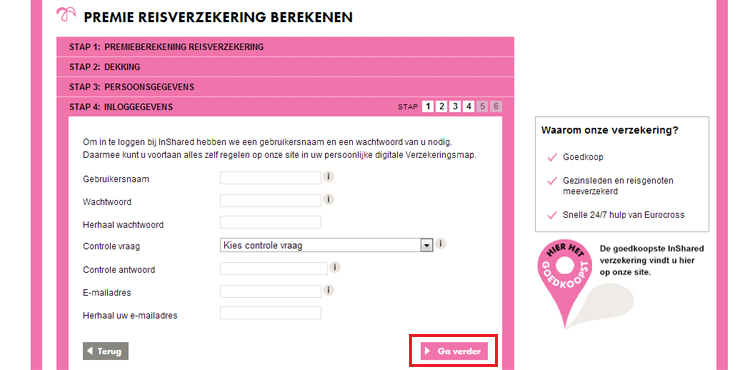 PREMIE REISVERZEKERING BEREKENEN
STAP 1: PREMIEBEREKENING REISVERZEKERING
STAP 2: DEKKING
STAP 3: PERSOONSGEGEVENS
STAP 4: INLOGGEGEVENS STAP 1 2 3 4 5 6
Om in te loggen bij InShared hebben we een gebruikersnaam en een wachtwoord van u nodig.
Daarmee kunt u voortaan alles zelf regelen op onze site in uw persoonlijke digitale Verzekeringsmap.
Gebruikersnaam i
Wachtwoord i
Herhaal wachtwoord
Controle vraag Kies controle vraag i
Controle antwoord i
E-mailadres i
Herhaal uw e-mailadres
Terug Ga verder
Waarom onze verzekering?
Goedkoop
Gezinsleden en reisgenoten
meeverzekerd
Snelle 24/7 hulp van Eurocross
HIER HET
GOEDKOOPST
De goedkoopste InShared
verzekering vindt u hier
op onze site.